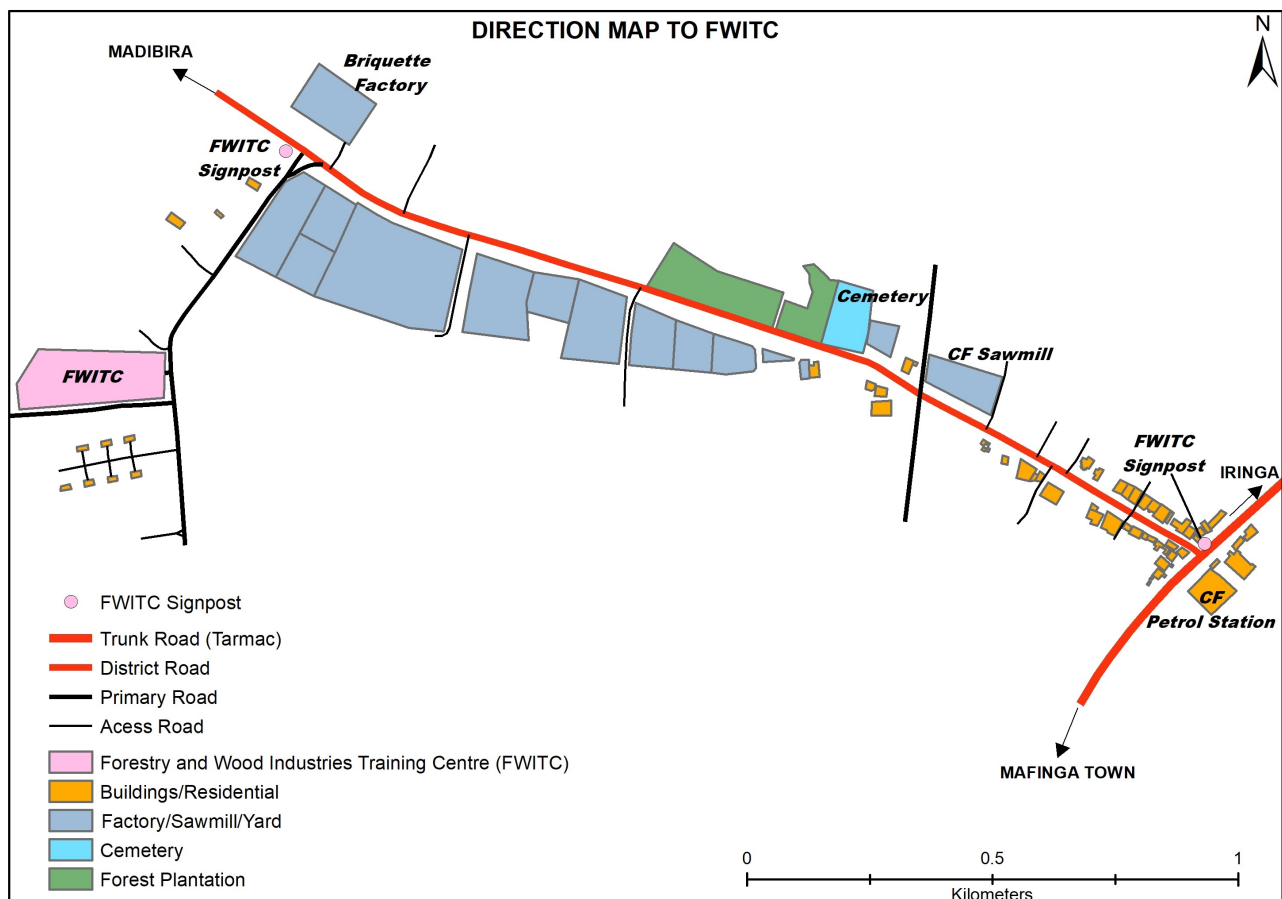 DIRECTION MAP TO FWITC
N
MADIBIRA
Briquette
Factory
FWITC
Signpost
Cemetery
CF Sawmill
FWITC
FWITC
Signpost
IRINGA
CF
Petrol Station
MAFINGA TOWN
FWITC Signpost
Trunk Road (Tarmac)
District Road
Primary Road
Acess Road
Forestry and Wood Industries Training Centre (FWITC)
Buildings/Residential
Factory/Sawmill/Yard
Cemetery
Forest Plantation
0 0.5 1
Kilometers